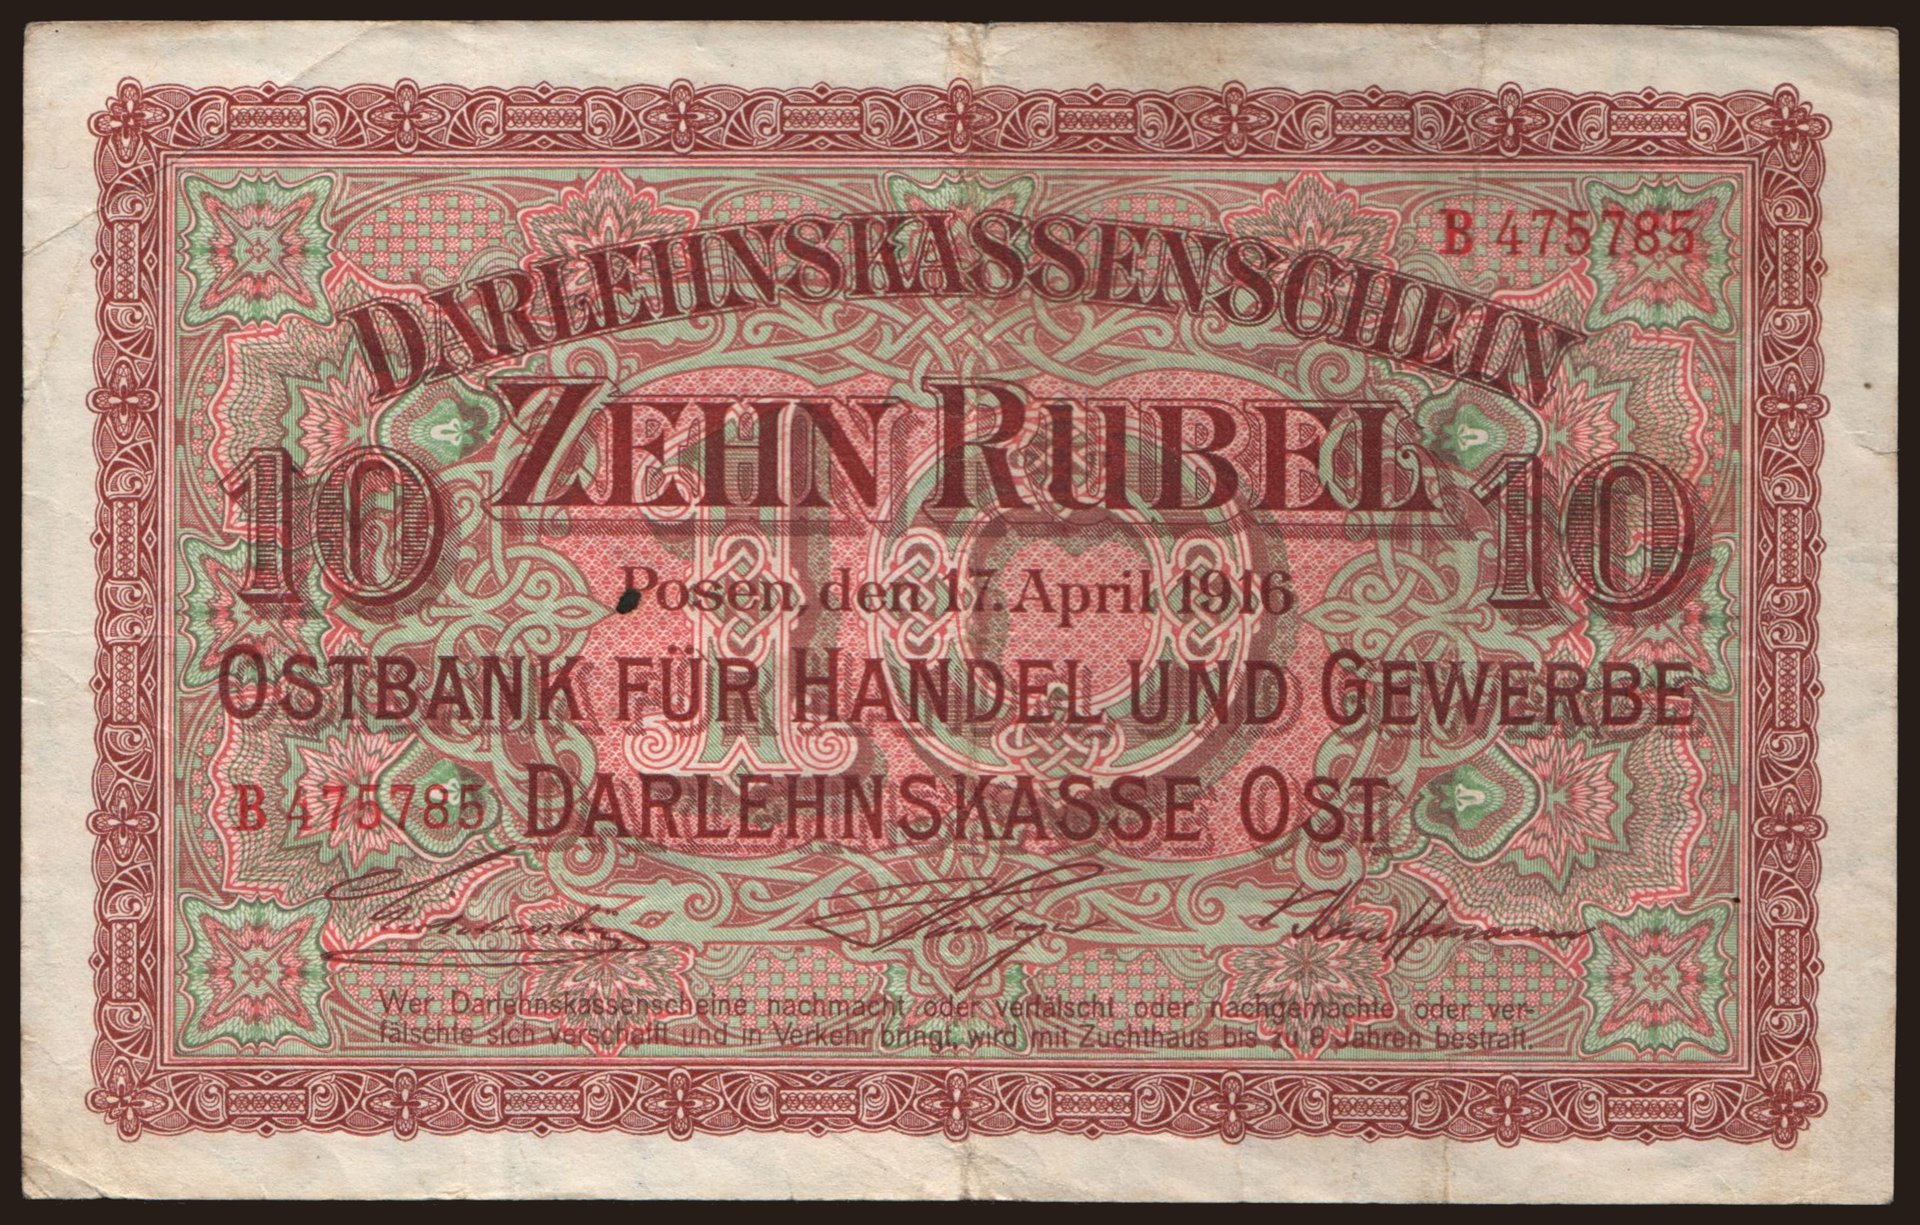 B 475785
DARLEHNSKASSENSCHEIN
ZEHN RUBEL
10
10
10
Posen, den 17. April 1916
OSTBANK FÜR HANDEL UND GEWERBE
B 475785 DARLEHNSKASSE OST
Wer Darlehnskassenscheine nachmacht oder verfälscht oder nachgemachte oder ver-
fälschte sich verschafft und in Verkehr bringt, wird mit Zuchthaus bis zu 8 Jahren bestraft.